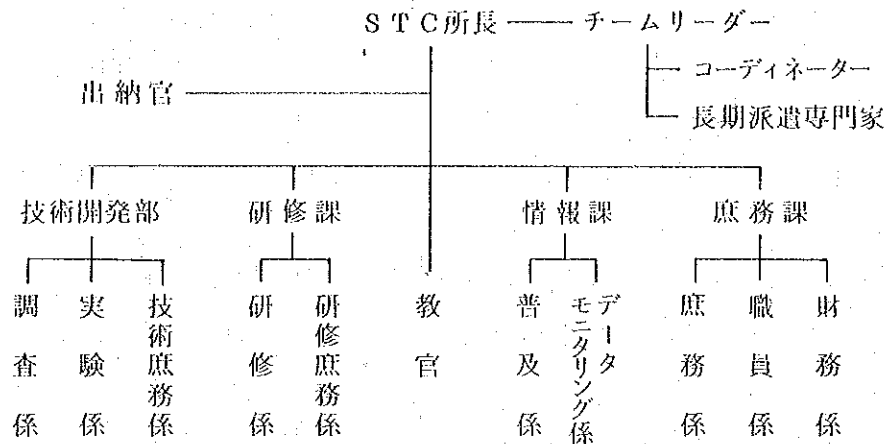 STC所長 チームリーダー
コーディネーター
出納官
長期派遣専門家
技術開発部 研修課 情報課 庶務課
調査係
実験係
技術庶務係
研修係
研修庶務係
教官
普及係
データ
モニタリング係
庶務係
職員係
財務係